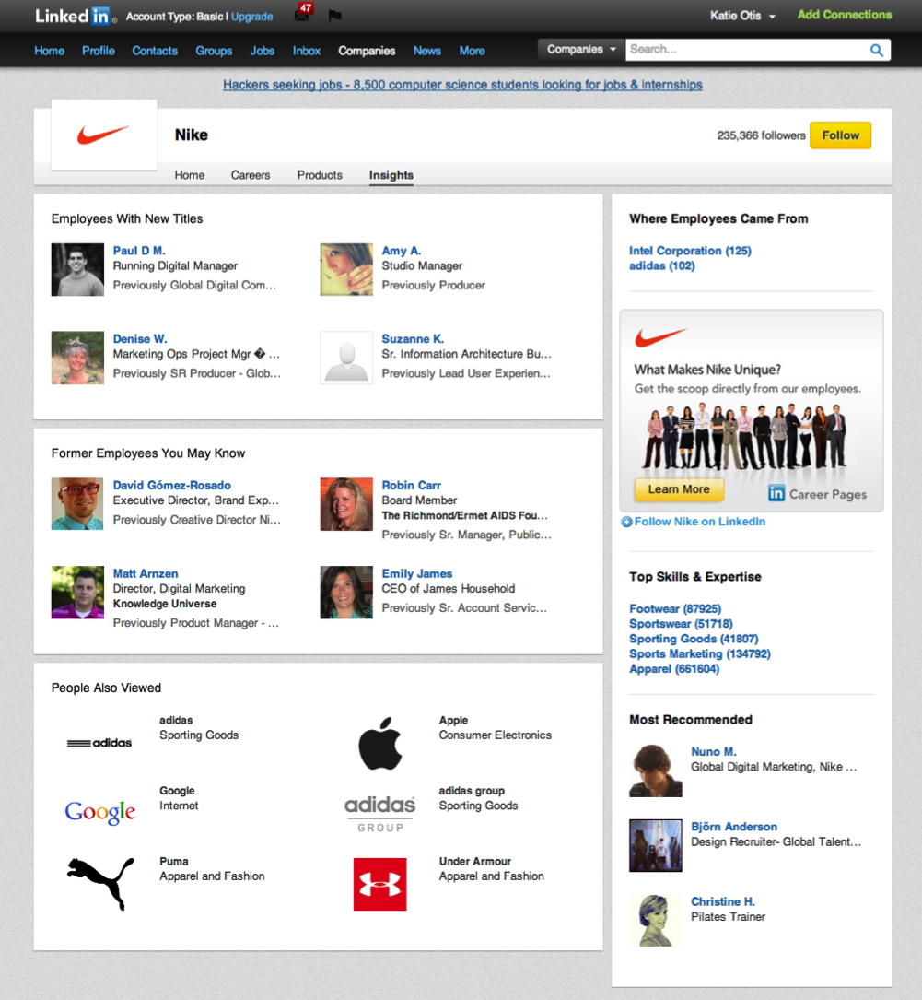 LinkedIn® Account Type: Basic | Upgrade 47 Katie Otis Add Connections
Home Profile Contacts Groups Jobs Inbox Companies News More Companies Search...
Hackers seeking jobs - 8,500 computer science students looking for jobs & internships
Nike 235,366 followers Follow
Home Careers Products Insights
Employees With New Titles
Paul D M.
Running Digital Manager
Previously Global Digital Com...
Amy A.
Studio Manager
Previously Producer
Denise W.
Marketing Ops Project Mgr � ...
Previously SR Producer - Glob...
Suzanne K.
Sr. Information Architecture Bu...
Previously Lead User Experien...
Former Employees You May Know
David Gómez-Rosado
Executive Director, Brand Exp...
Previously Creative Director Ni...
Robin Carr
Board Member
The Richmond/Ermet AIDS Fou...
Previously Sr. Manager, Public...
Matt Arnzen
Director, Digital Marketing
Knowledge Universe
Previously Product Manager - ...
Emily James
CEO of James Household
Previously Sr. Account Servic...
People Also Viewed
adidas
adidas
Sporting Goods
Apple
Consumer Electronics
Google
Google
Internet
adidas
GROUP
adidas group
Sporting Goods
Puma
Apparel and Fashion
Under Armour
Apparel and Fashion
Where Employees Came From
Intel Corporation (125)
adidas (102)
What Makes Nike Unique?
Get the scoop directly from our employees.
Learn More in Career Pages
Follow Nike on LinkedIn
Top Skills & Expertise
Footwear (87925)
Sportswear (51718)
Sporting Goods (41807)
Sports Marketing (134792)
Apparel (661604)
Most Recommended
Nuno M.
Global Digital Marketing, Nike ...
Björn Anderson
Design Recruiter- Global Talent...
Christine H.
Pilates Trainer